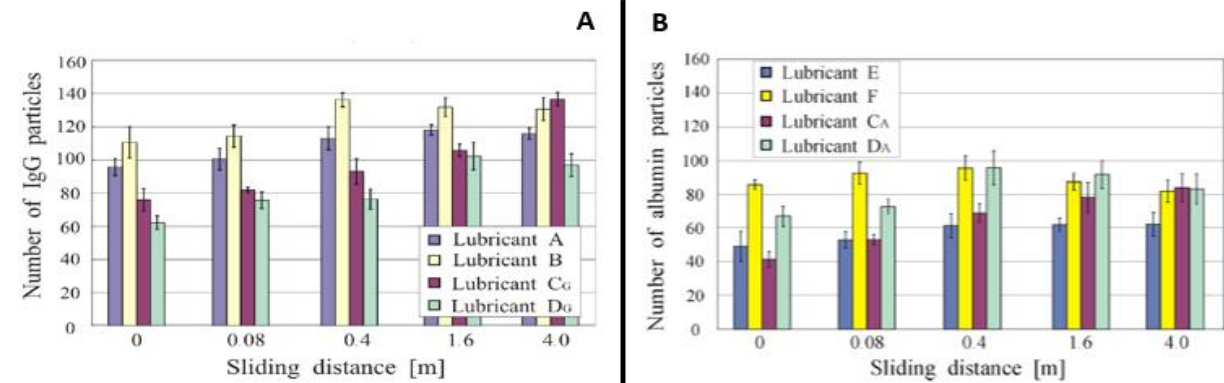 A
Number of IgG particles
160
140
120
100
80
60
40
20
0
Lubricant A
Lubricant B
Lubricant CG
Lubricant DG
0 0.08 0.4 1.6 4.0
Sliding distance [m]
B
Number of albumin particles
160
140
120
100
80
60
40
20
0
Lubricant E
Lubricant F
Lubricant CA
Lubricant DA
0 0.08 0.4 1.6 4.0
Sliding distance [m]